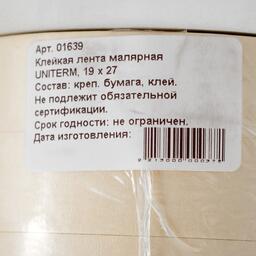 Арт. 01639
Клейкая лента малярная
UNITERM, 19 x 27
Состав: креп. бумага, клей.
Не подлежит обязательной
сертификации.
Срок годности: не ограничен.
Дата изготовления: